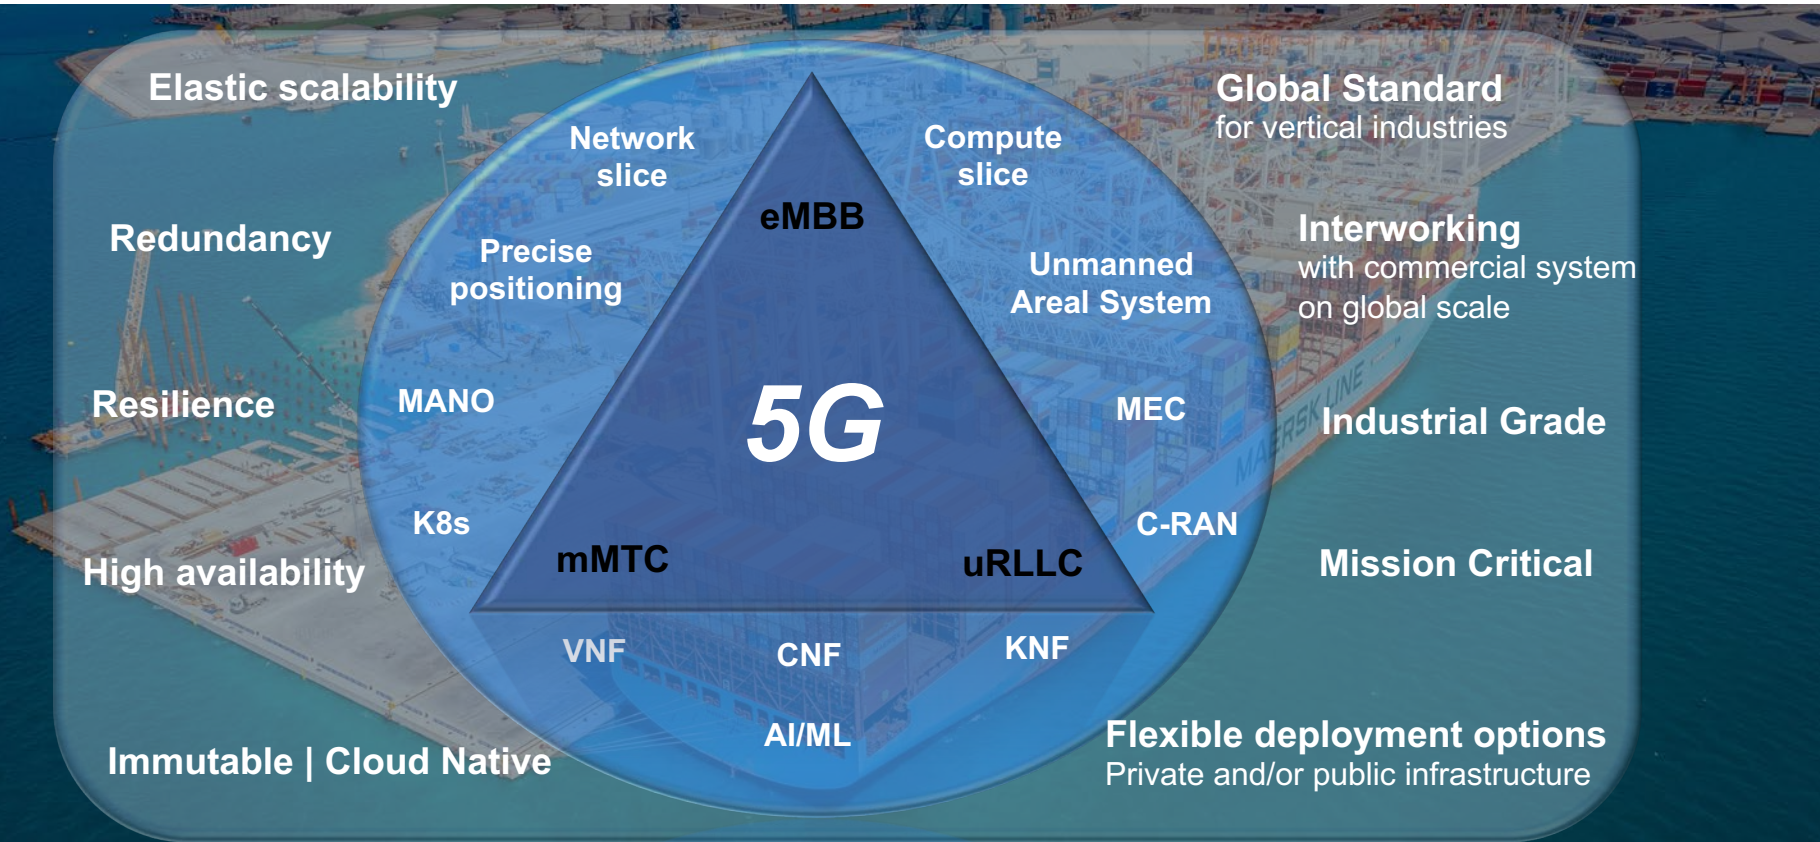 Elastic scalability
Redundancy
Resilience
High availability
Immutable | Cloud Native
Network
slice
Precise
positioning
MANO
K8s
Compute
slice
Unmanned
Areal System
MEC
C-RAN
eMBB
5G
mMTC
uRLLC
VNF
CNF
KNF
AI/ML
Global Standard
for vertical industries
Interworking
with commercial system
on global scale
Industrial Grade
Mission Critical
Flexible deployment options
Private and/or public infrastructure
MAERSK LINE